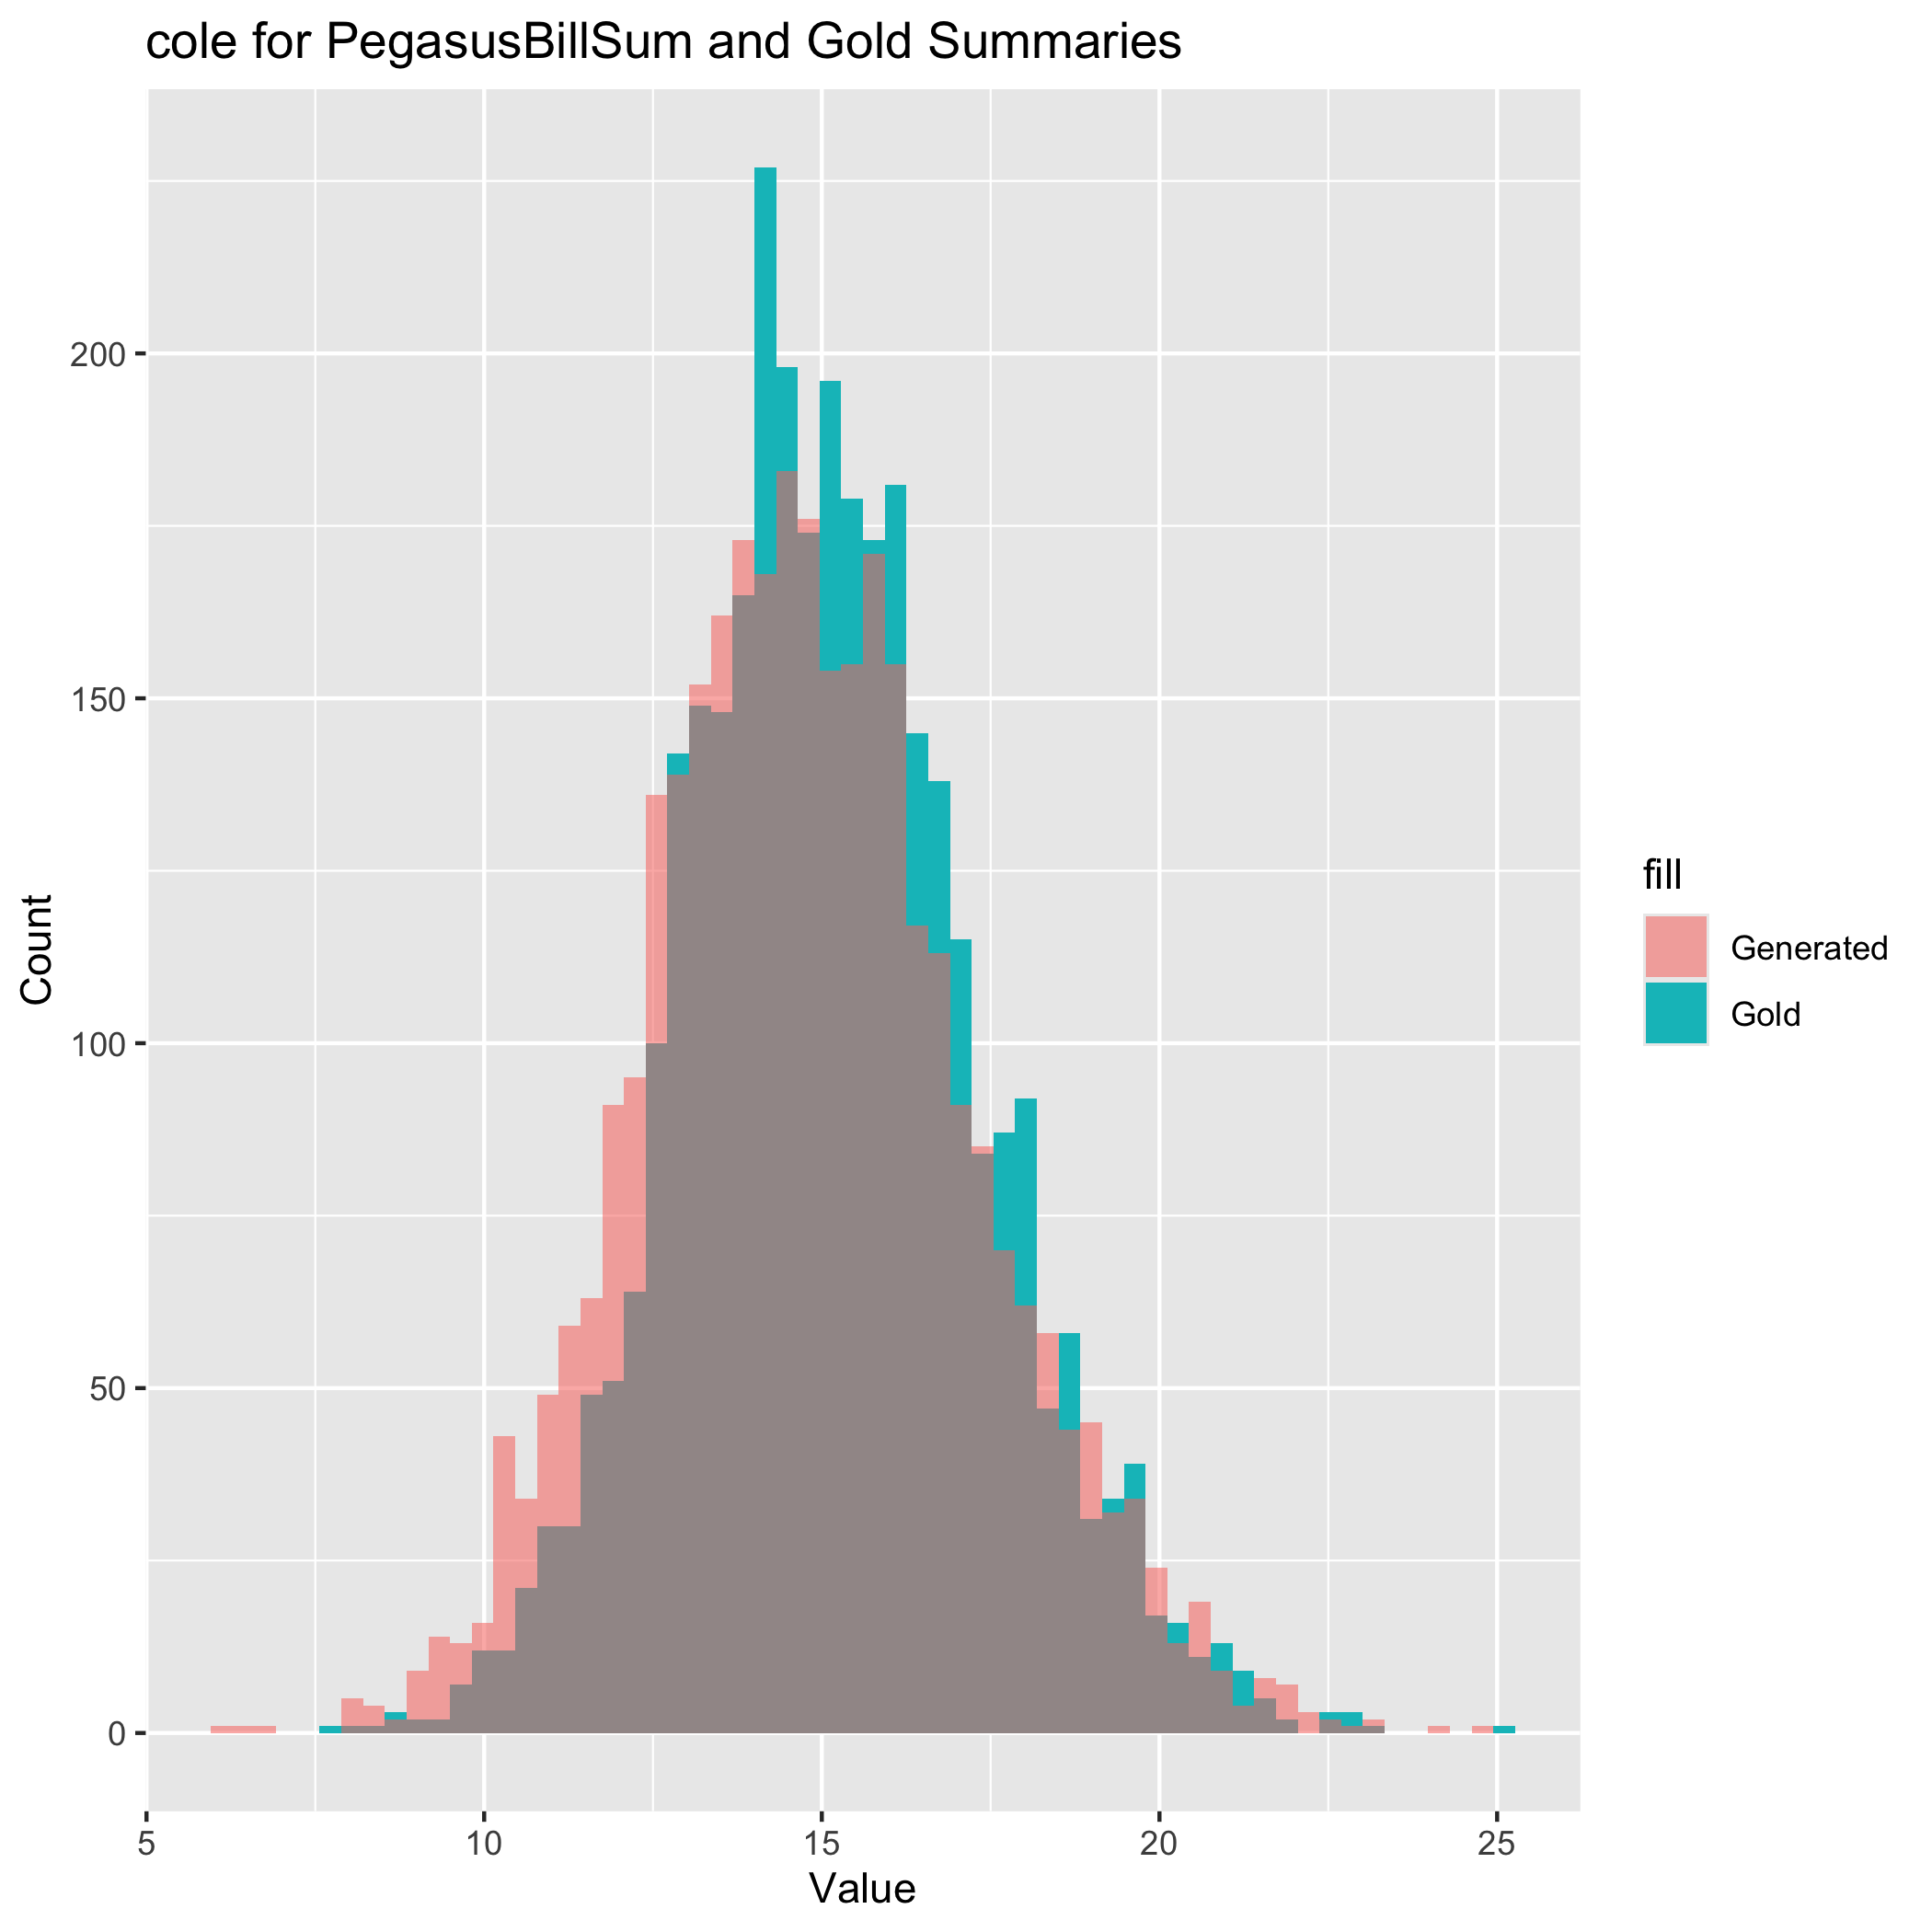 cole for PegasusBillSum and Gold Summaries
200
150
100
50
0
Count
5 10 15 20 25
Value
fill
Generated
Gold